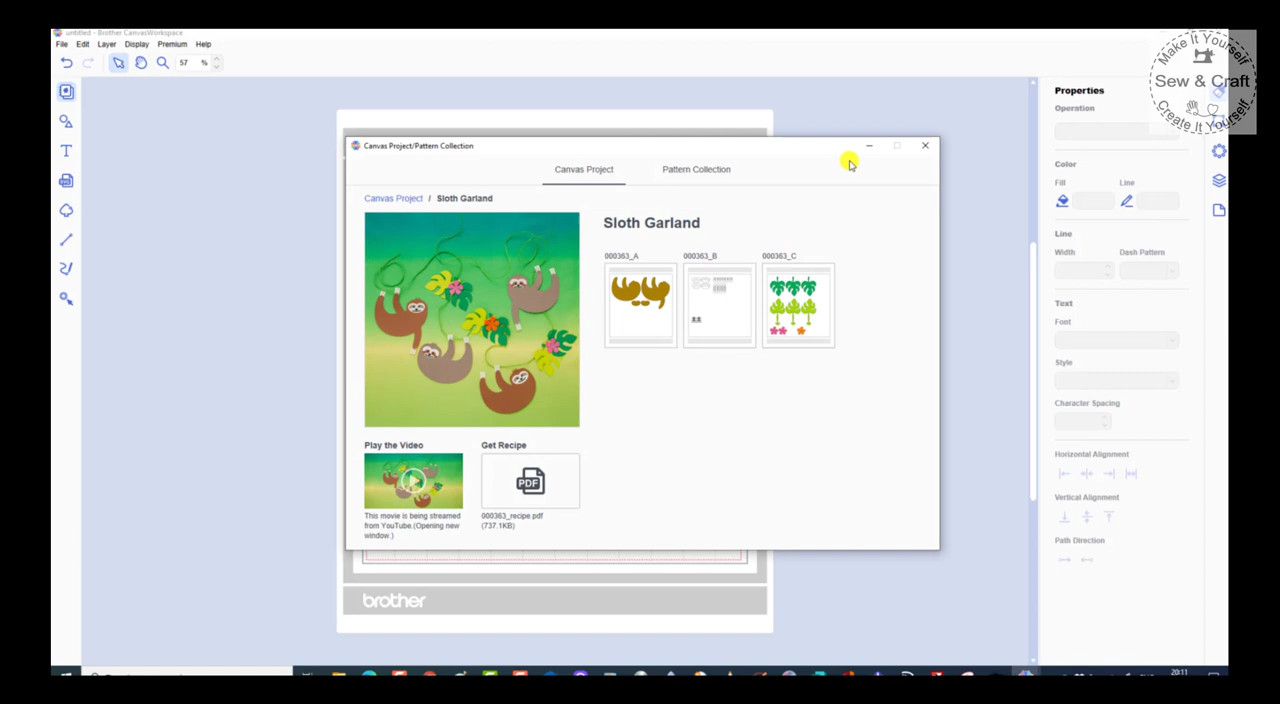 untitled - Brother CanvasWorkspace
File Edit Layer Display Premium Help
57 %
Make It Yourself
Sew & Craft
Create It Yourself
Canvas Project/Pattern Collection
Canvas Project Pattern Collection
Canvas Project / Sloth Garland
Sloth Garland
000363_A 000363_B 000363_C
Play the Video Get Recipe
PDF
This movie is being streamed
from YouTube.(Opening new
window.)
000363_recipe.pdf
(737.1KB)
brother
Properties
Operation
Color
Fill Line
Line
Width Dash Pattern
Text
Font
Style
Character Spacing
Horizontal Alignment
Vertical Alignment
Path Direction
20:11